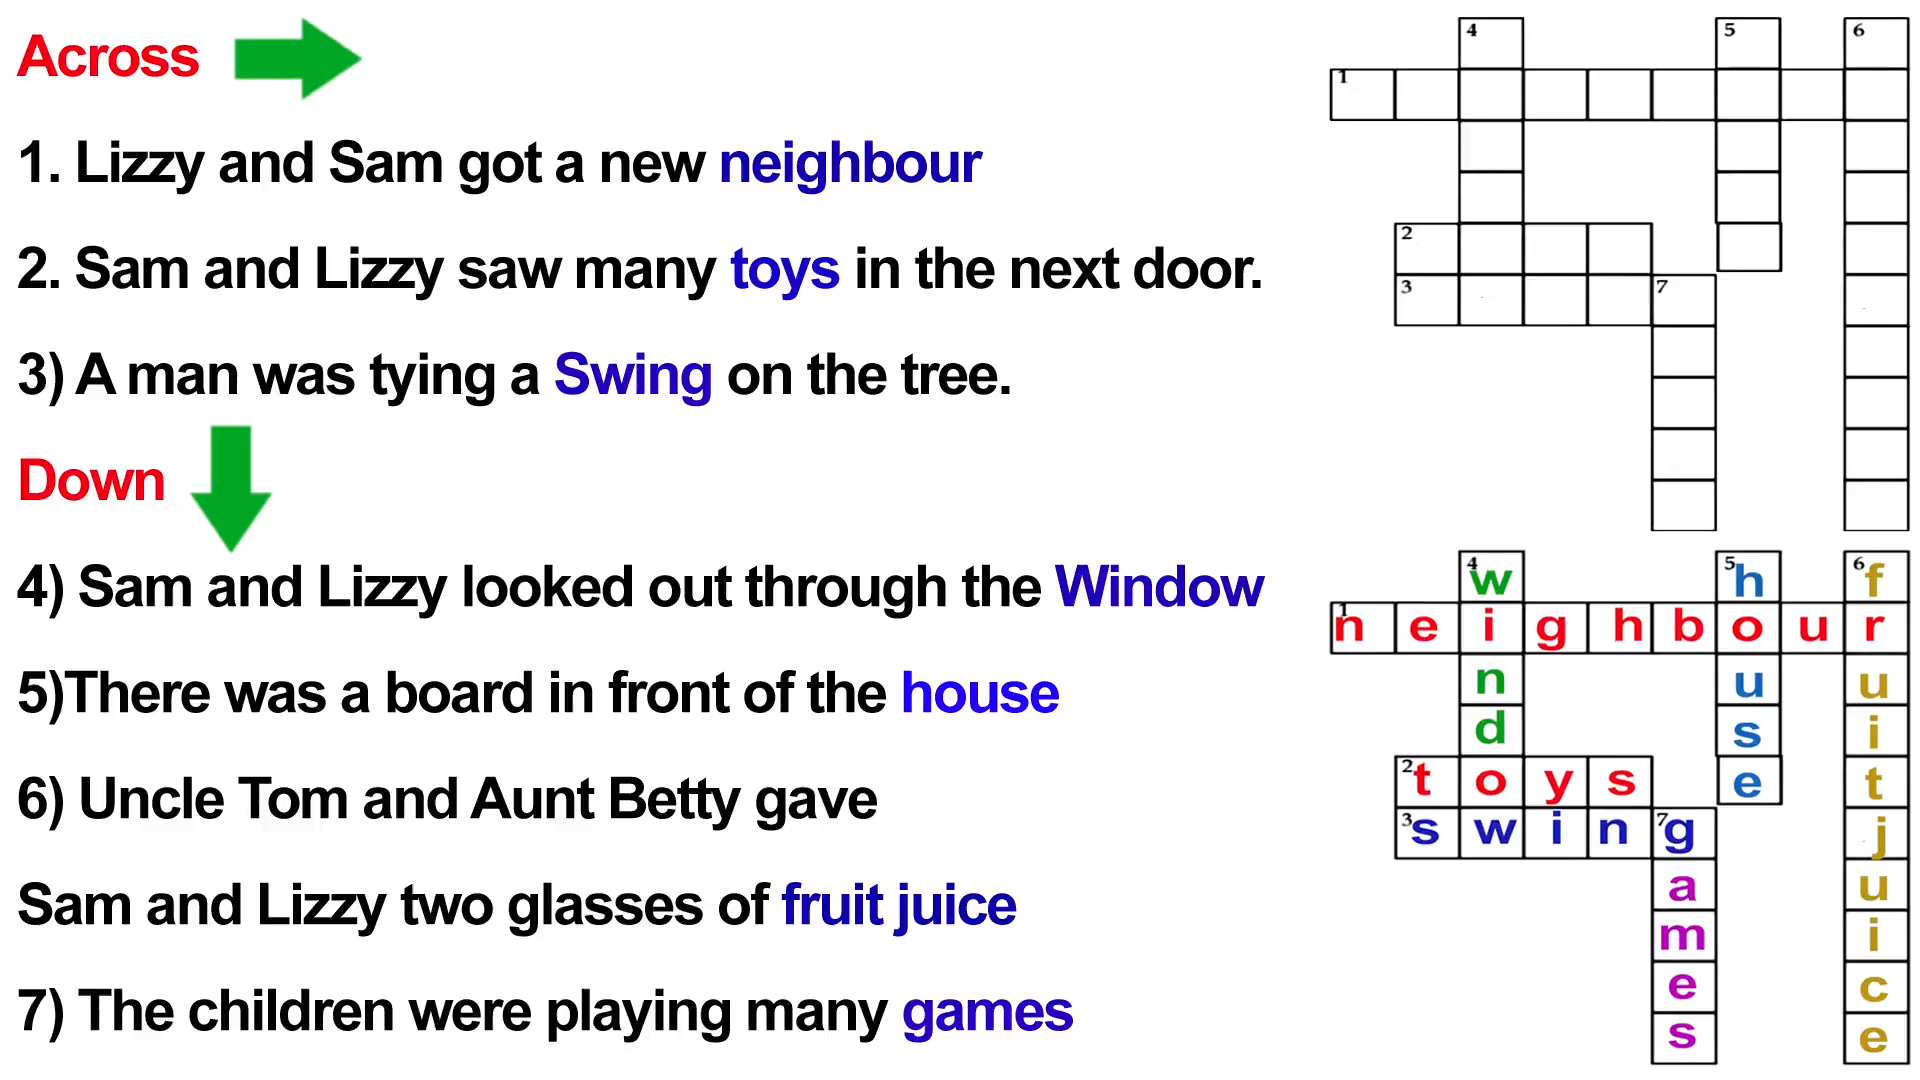 Across
1. Lizzy and Sam got a new neighbour
2. Sam and Lizzy saw many toys in the next door.
3) A man was tying a Swing on the tree.
Down
4) Sam and Lizzy looked out through the Window
5)There was a board in front of the house
6) Uncle Tom and Aunt Betty gave
Sam and Lizzy two glasses of fruit juice
7) The children were playing many games
4 5 6
1
2
3 7
4 w 5 h 6 f
1 n e i g h b o u r
n u u
d s i
2 t o y s e t
3 s w i n 7 g j
a u
m i
e c
s e